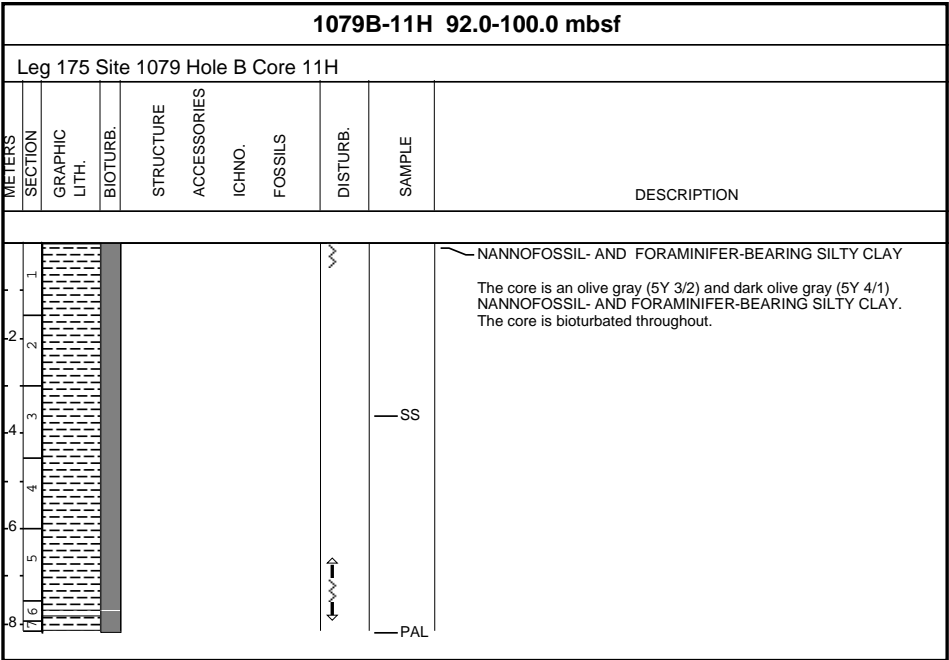 1079B-11H 92.0-100.0 mbsf
Leg 175 Site 1079 Hole B Core 11H
METERS
SECTION
GRAPHIC
LITH.
BIOTURB.
STRUCTURE
ACCESSORIES
ICHNO.
FOSSILS
DISTURB.
SAMPLE
DESCRIPTION
NANNOFOSSIL- AND FORAMINIFER-BEARING SILTY CLAY
The core is an olive gray (5Y 3/2) and dark olive gray (5Y 4/1)
NANNOFOSSIL- AND FORAMINIFER-BEARING SILTY CLAY.
The core is bioturbated throughout.
1
2
2
3
SS
4
4
6
5
6
8
7
PAL